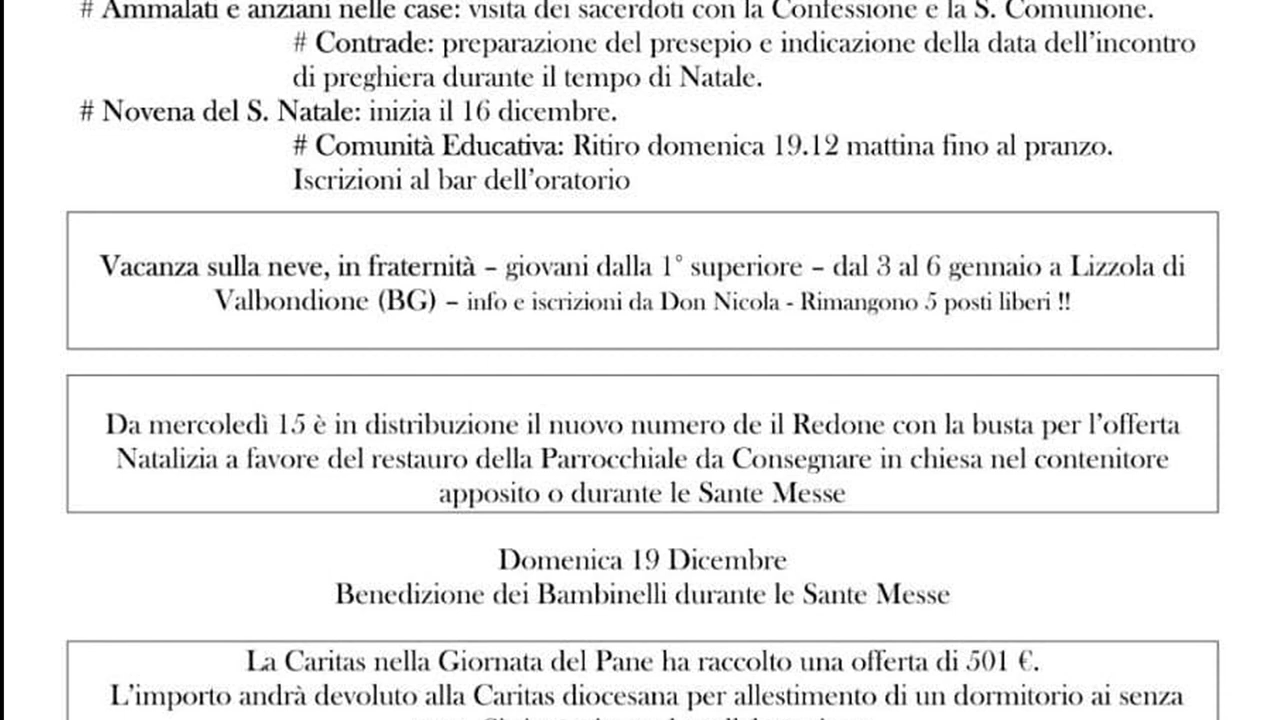 # Ammalati e anziani nelle case: visita dei sacerdoti con la Confessione e la S. Comunione.
# Contrade: preparazione del presepio e indicazione della data dell'incontro
di preghiera durante il tempo di Natale.
# Novena del S. Natale: inizia il 16 dicembre.
# Comunità Educativa: Ritiro domenica 19.12 mattina fino al pranzo.
Iscrizioni al bar dell'oratorio
Vacanza sulla neve, in fraternità – giovani dalla 1° superiore – dal 3 al 6 gennaio a Lizzola di
Valbondione (BG) – info e iscrizioni da Don Nicola - Rimangono 5 posti liberi !!
Da mercoledì 15 è in distribuzione il nuovo numero de il Redone con la busta per l'offerta
Natalizia a favore del restauro della Parrocchiale da Consegnare in chiesa nel contenitore
apposito o durante le Sante Messe
Domenica 19 Dicembre
Benedizione dei Bambinelli durante le Sante Messe
La Caritas nella Giornata del Pane ha raccolto una offerta di 501 €.
L'importo andrà devoluto alla Caritas diocesana per allestimento di un dormitorio ai senza